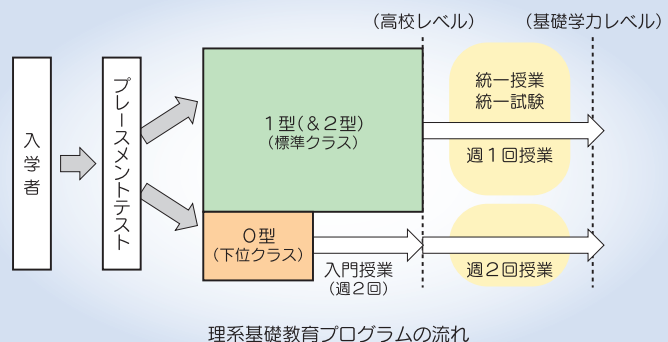 （高校レベル）
（基礎学力レベル）
入学者
プレースメントテスト
1型（＆2型）
（標準クラス）
統一授業
統一試験
週1回授業
0型
（下位クラス）
入門授業
（週2回）
週2回授業
理系基礎教育プログラムの流れ